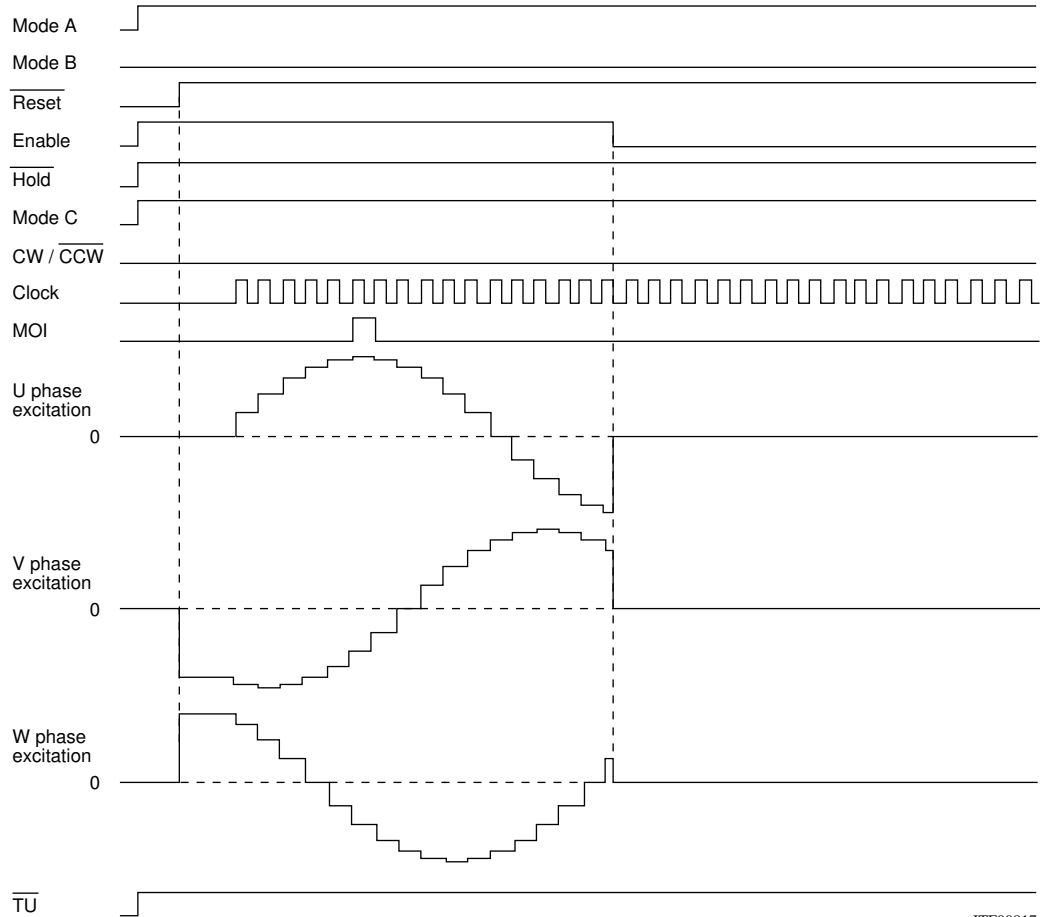 Mode A
Mode B
Reset
Enable
Hold
Mode C
CW / CCW
Clock
MOI
U phase
excitation
0
V phase
excitation
0
W phase
excitation
0
TU